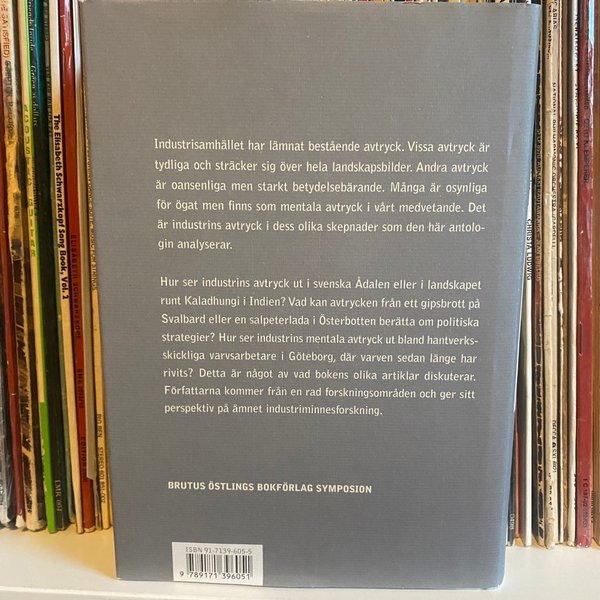 Industrisamhället har lämnat bestående avtryck. Vissa avtryck är
tydliga och sträcker sig över hela landskapsbilder. Andra avtryck
är oansenliga men starkt betydelsebärande. Många är osynliga
för ögat men finns som mentala avtryck i vårt medvetande. Det
är industrins avtryck i dess olika skepnader som den här antolo-
gin analyserar.
Hur ser industrins avtryck ut i svenska Ådalen eller i landskapet
runt Kaladhungi i Indien? Vad kan avtrycken från ett gipsbrott på
Svalbard eller en salpeterlada i Österbotten berätta om politiska
strategier? Hur ser industrins mentala avtryck ut bland hantverks-
skickliga varvsarbetare i Göteborg, där varven sedan länge har
rivits? Detta är något av vad bokens olika artiklar diskuterar.
Författarna kommer från en rad forskningsområden och ger sitt
perspektiv på ämnet industriminnesforskning.
BRUTUS ÖSTLINGS BOKFÖRLAG SYMPOSION
ISBN 91-7139-605-5
9 789171 396051
The Elisabeth Schwarzkopf Song Book, Vol. 2
CHRISTA LUDWIG